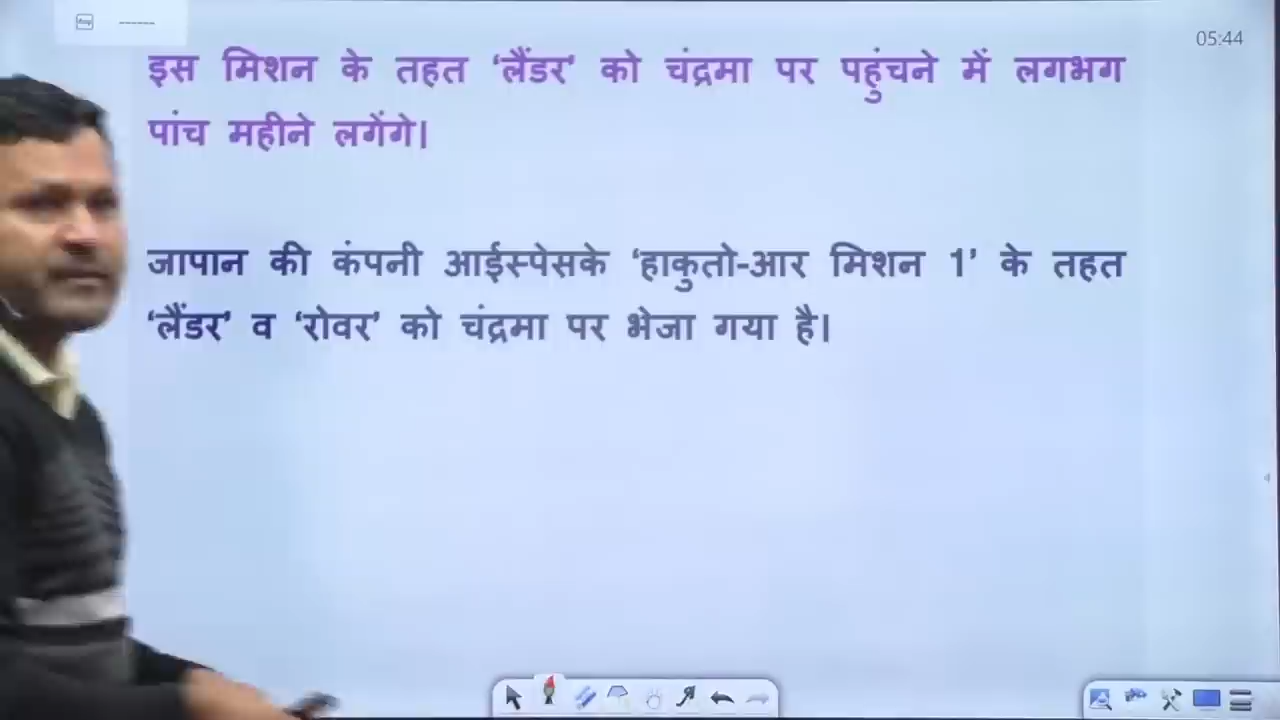 05:44
इस मिशन के तहत ‘लैंडर’ को चंद्रमा पर पहुंचने में लगभग
पांच महीने लगेंगे।
जापान की कंपनी आईस्पेसके ‘हाकुतो-आर मिशन 1’ के तहत
‘लैंडर’ व ‘रोवर’ को चंद्रमा पर भेजा गया है।